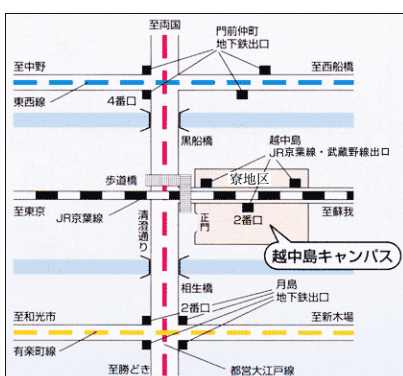 至両国
門前仲町
地下鉄出口
至中野
至西船橋
東西線
4番口
黒船橋
歩道橋
越中島
JR京葉線・武蔵野線出口
寮地区
至東京
JR京葉線
清澄通り
正門
2番口
至蘇我
越中島キャンパス
相生橋
月島
地下鉄出口
2番口
至和光市
至新木場
有楽町線
至勝どき
都営大江戸線